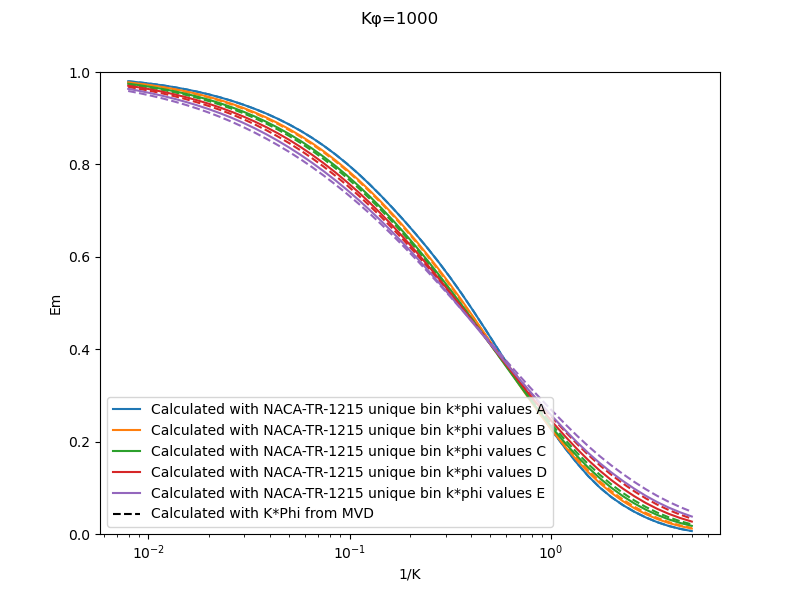 Kφ=1000
1.0
0.8
0.6
0.4
0.2
0.0
Em
Calculated with NACA-TR-1215 unique bin k*phi values A
Calculated with NACA-TR-1215 unique bin k*phi values B
Calculated with NACA-TR-1215 unique bin k*phi values C
Calculated with NACA-TR-1215 unique bin k*phi values D
Calculated with NACA-TR-1215 unique bin k*phi values E
Calculated with K*Phi from MVD
10⁻² 10⁻¹ 10⁰
1/K